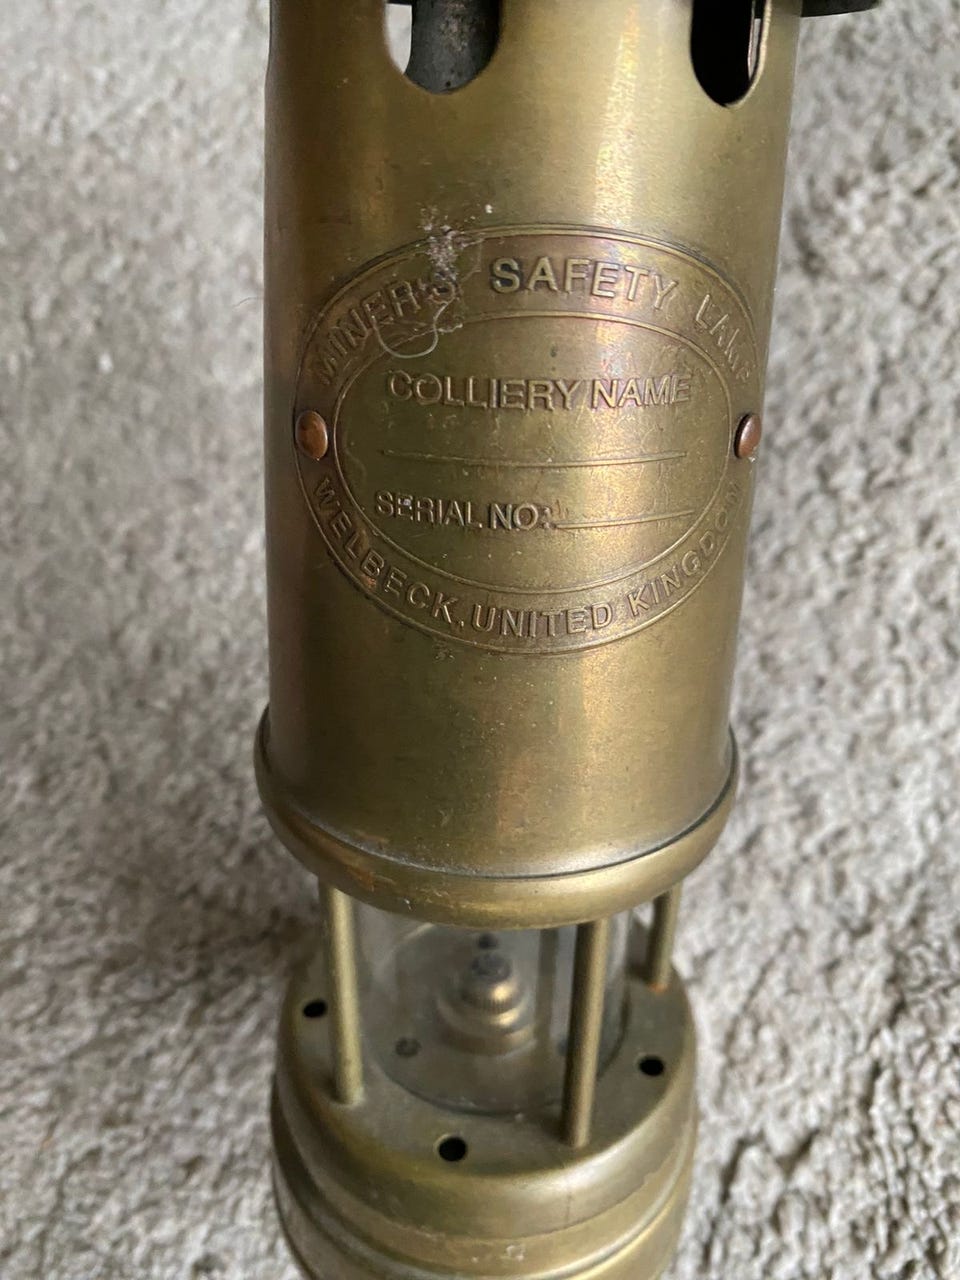 MINER'S SAFETY LAMP
COLLIERY NAME
SERIAL NO:
WELBECK, UNITED KINGDOM